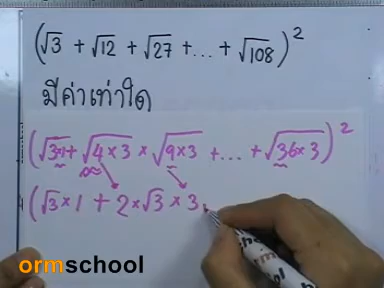 (√3 + √12 + √27 + ... + √108)²
มีค่าเท่าใด
(√3×1 + √4×3 × √9×3 + ... + √36×3)²
(√3 × 1 + 2 × √3 × 3
ormschool